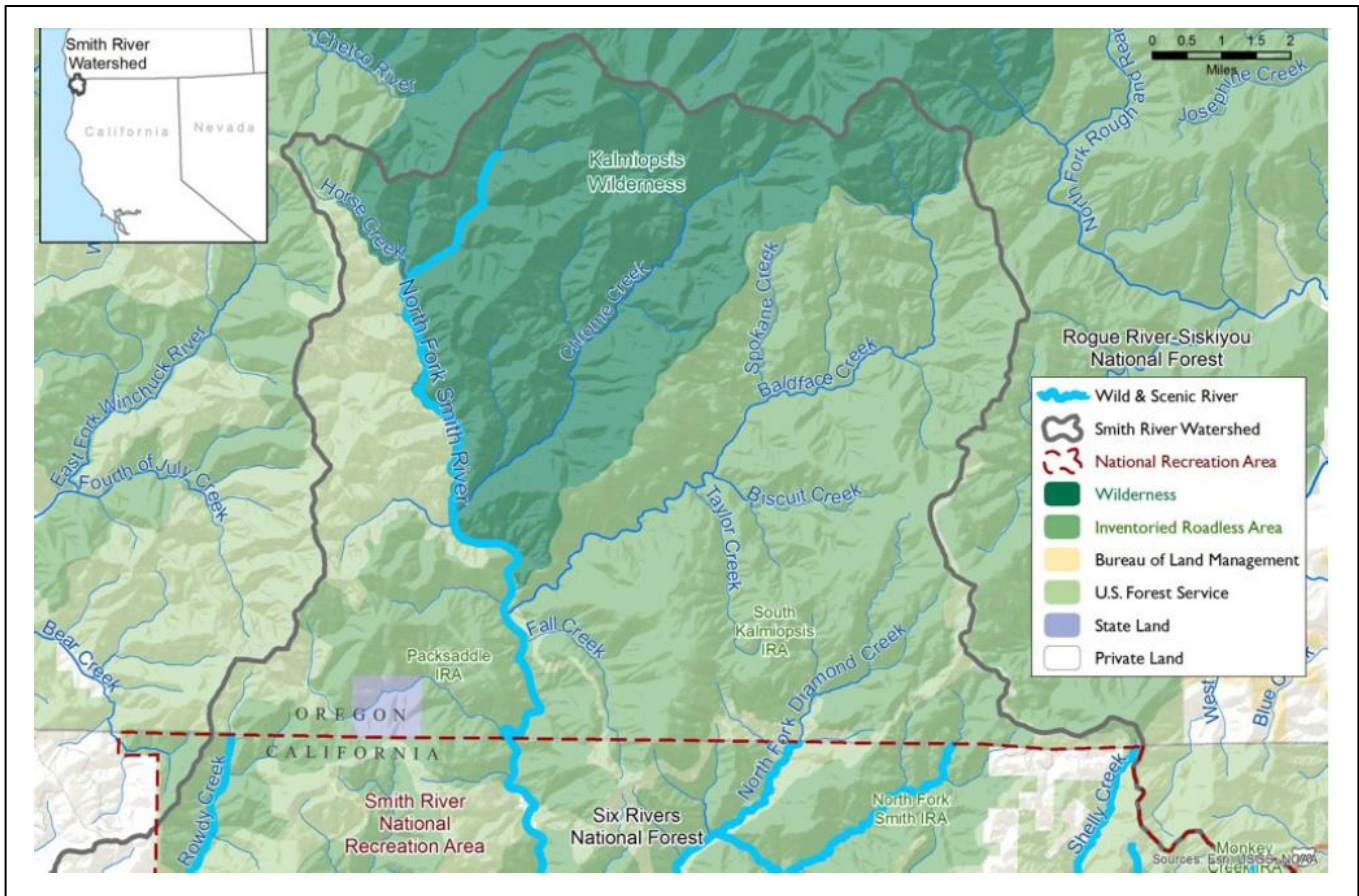 Smith River
Watershed
California
Nevada
Chetco River
0 0.5 1 1.5 2
Miles
Josephine Creek
North Fork Rough and Rea
Kalmiopsis
Wilderness
Horse Creek
North Fork Smith River
Chrome Creek
Spokane Creek
Baldface Creek
East Fork Winchuck River
Fourth of July Creek
Rogue River-Siskiyou
National Forest
Wild & Scenic River
Smith River Watershed
National Recreation Area
Wilderness
Inventoried Roadless Area
Bureau of Land Management
U.S. Forest Service
State Land
Private Land
Taylor Creek
Biscuit Creek
Bear Creek
Fall Creek
Packsaddle
IRA
South
Kalmiopsis
IRA
North Fork Diamond Creek
West
Blue C
OREGON
CALIFORNIA
Rowdy Creek
Smith River
National
Recreation Area
Six Rivers
National Forest
North Fork
Smith IRA
Shelly Creek
Monkey
Creek IRA
Sources: Esri, USGS, NOAA